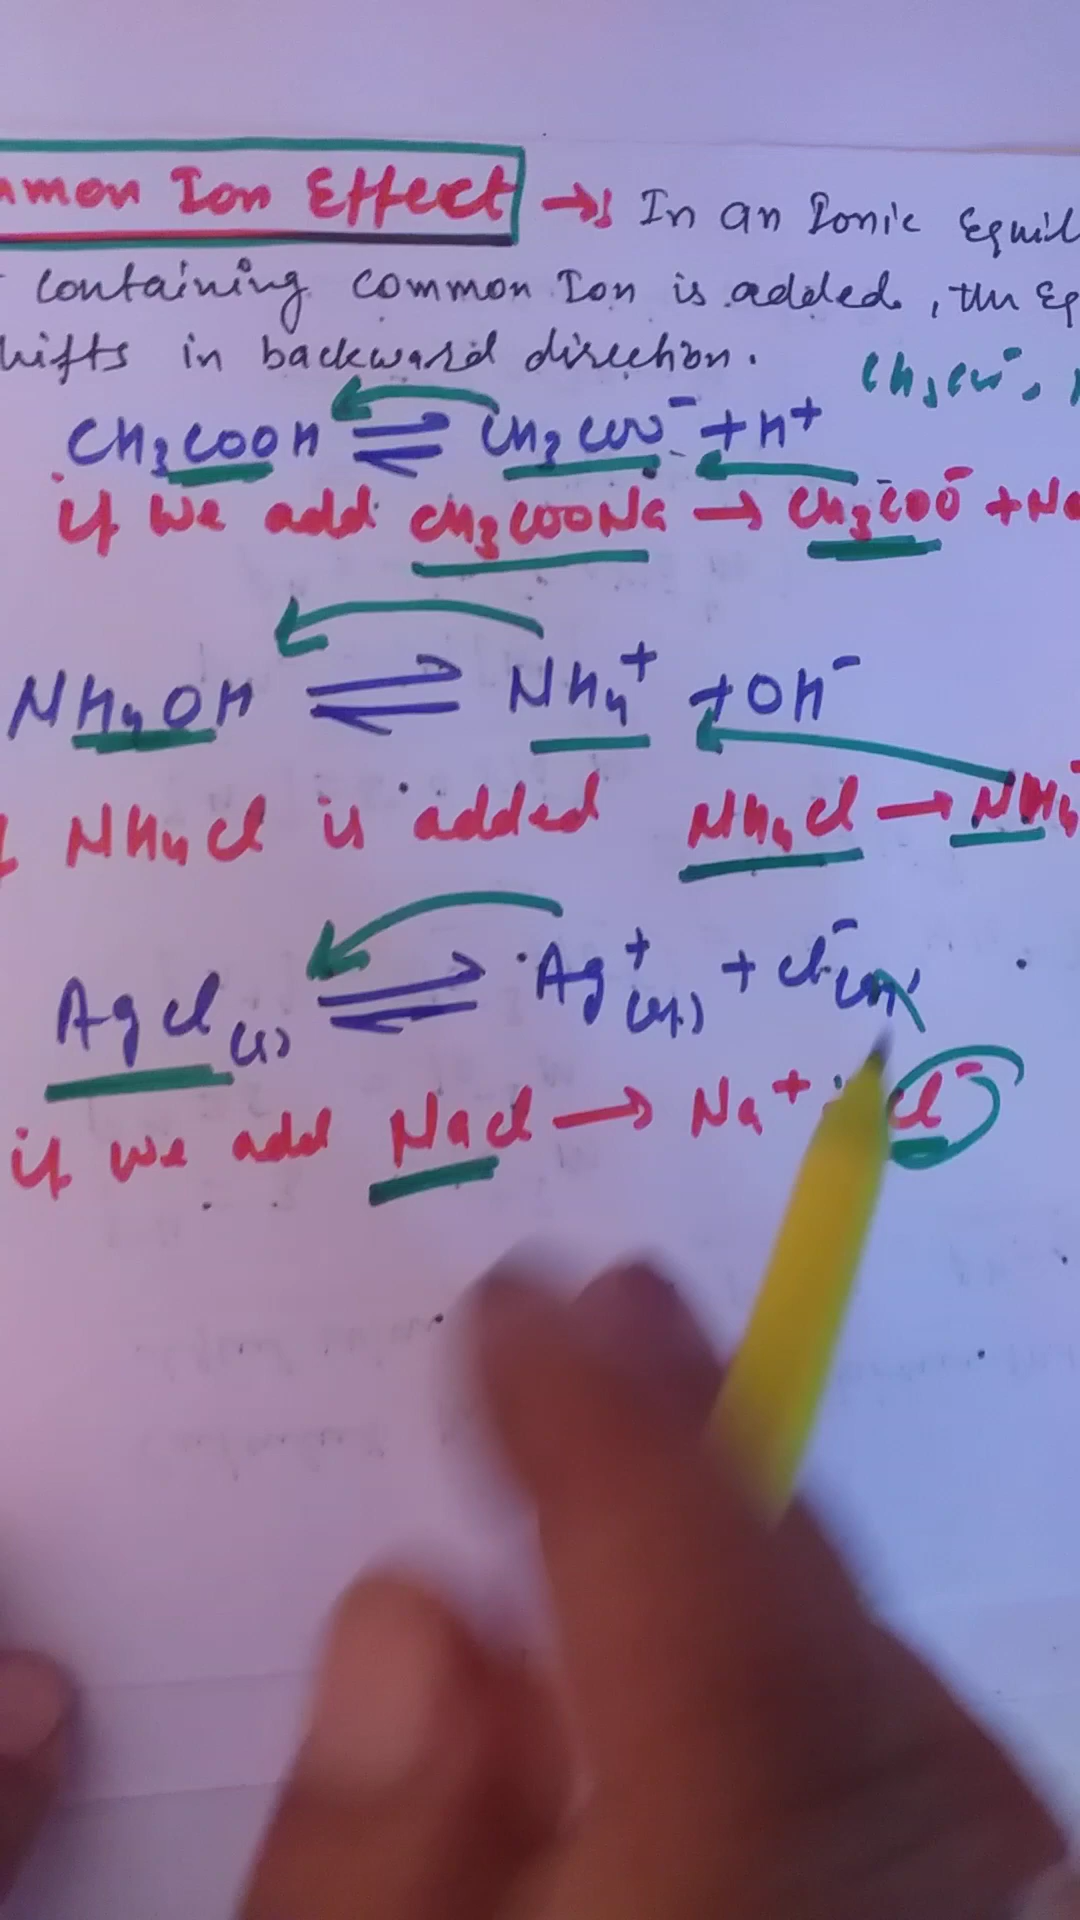 mmon Ion Effect → In an Ionic Equil
containing common Ion is added, the Eq
hifts in backward direction.
CH₃COO⁻,
CH₃COOH ⇌ CH₃COO⁻ + H⁺
if we add CH₃COONa → CH₃COO⁻ + Na
NH₄OH ⇌ NH₄⁺ + OH⁻
NH₄Cl is added NH₄Cl → NH₄
AgCl(s) ⇌ Ag⁺(aq) + Cl⁻(aq)
if we add NaCl → Na⁺ Cl⁻